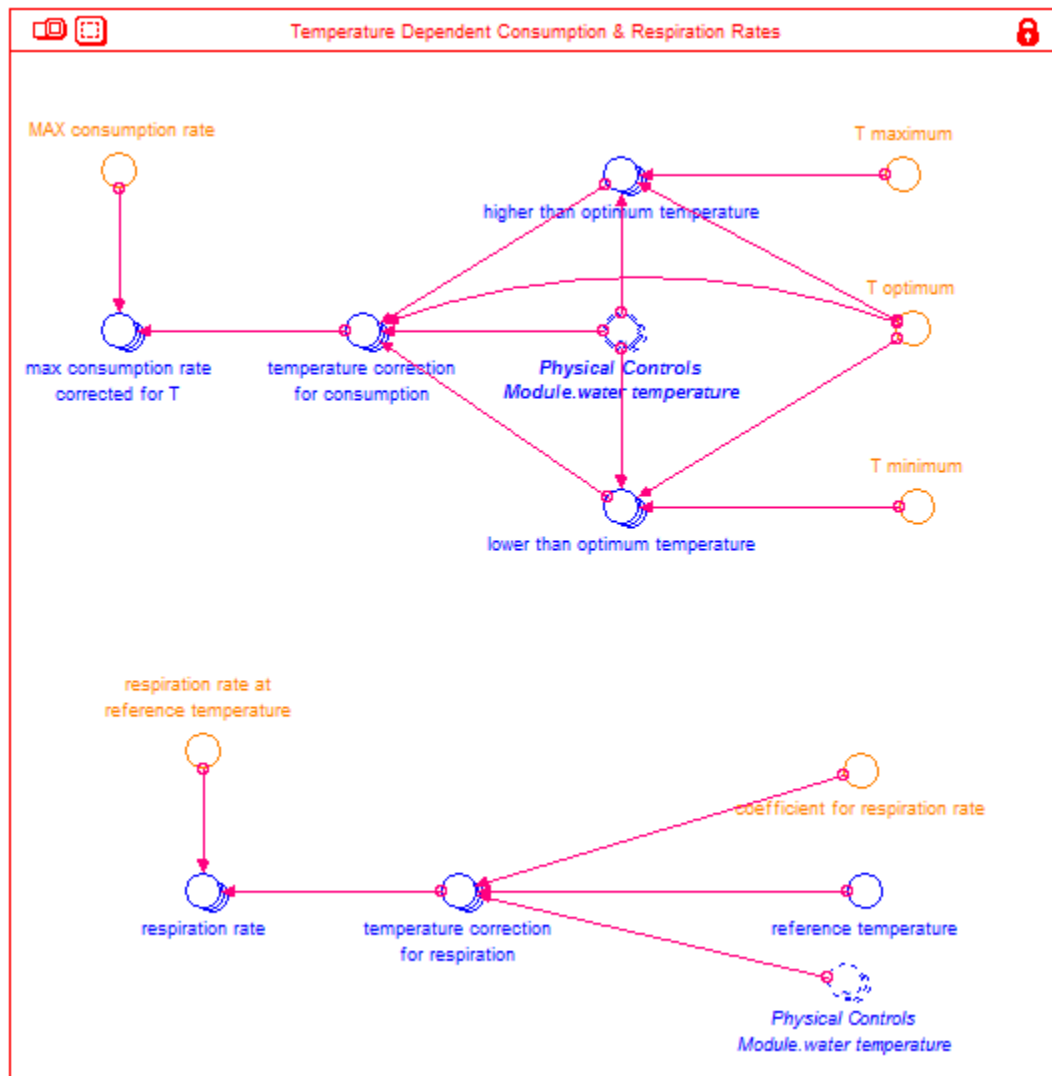 Temperature Dependent Consumption & Respiration Rates
MAX consumption rate
T maximum
higher than optimum temperature
T optimum
max consumption rate
corrected for T
temperature correction
for consumption
Physical Controls
Module.water temperature
T minimum
lower than optimum temperature
respiration rate at
reference temperature
coefficient for respiration rate
respiration rate
temperature correction
for respiration
reference temperature
Physical Controls
Module.water temperature